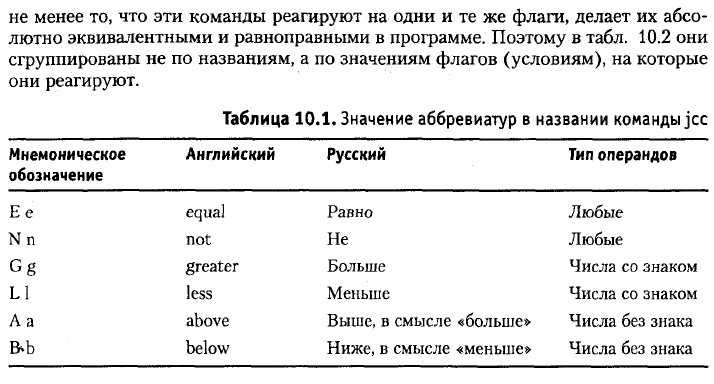 не менее то, что эти команды реагируют на одни и те же флаги, делает их абсо-
лютно эквивалентными и равноправными в программе. Поэтому в табл. 10.2 они
сгруппированы не по названиям, а по значениям флагов (условиям), на которые
они реагируют.
Таблица 10.1. Значение аббревиатур в названии команды jcc
Мнемоническое обозначение Английский Русский Тип операндов
E e equal Равно Любые
N n not Не Любые
G g greater Больше Числа со знаком
L l less Меньше Числа со знаком
A a above Выше, в смысле «больше» Числа без знака
B b below Ниже, в смысле «меньше» Числа без знака